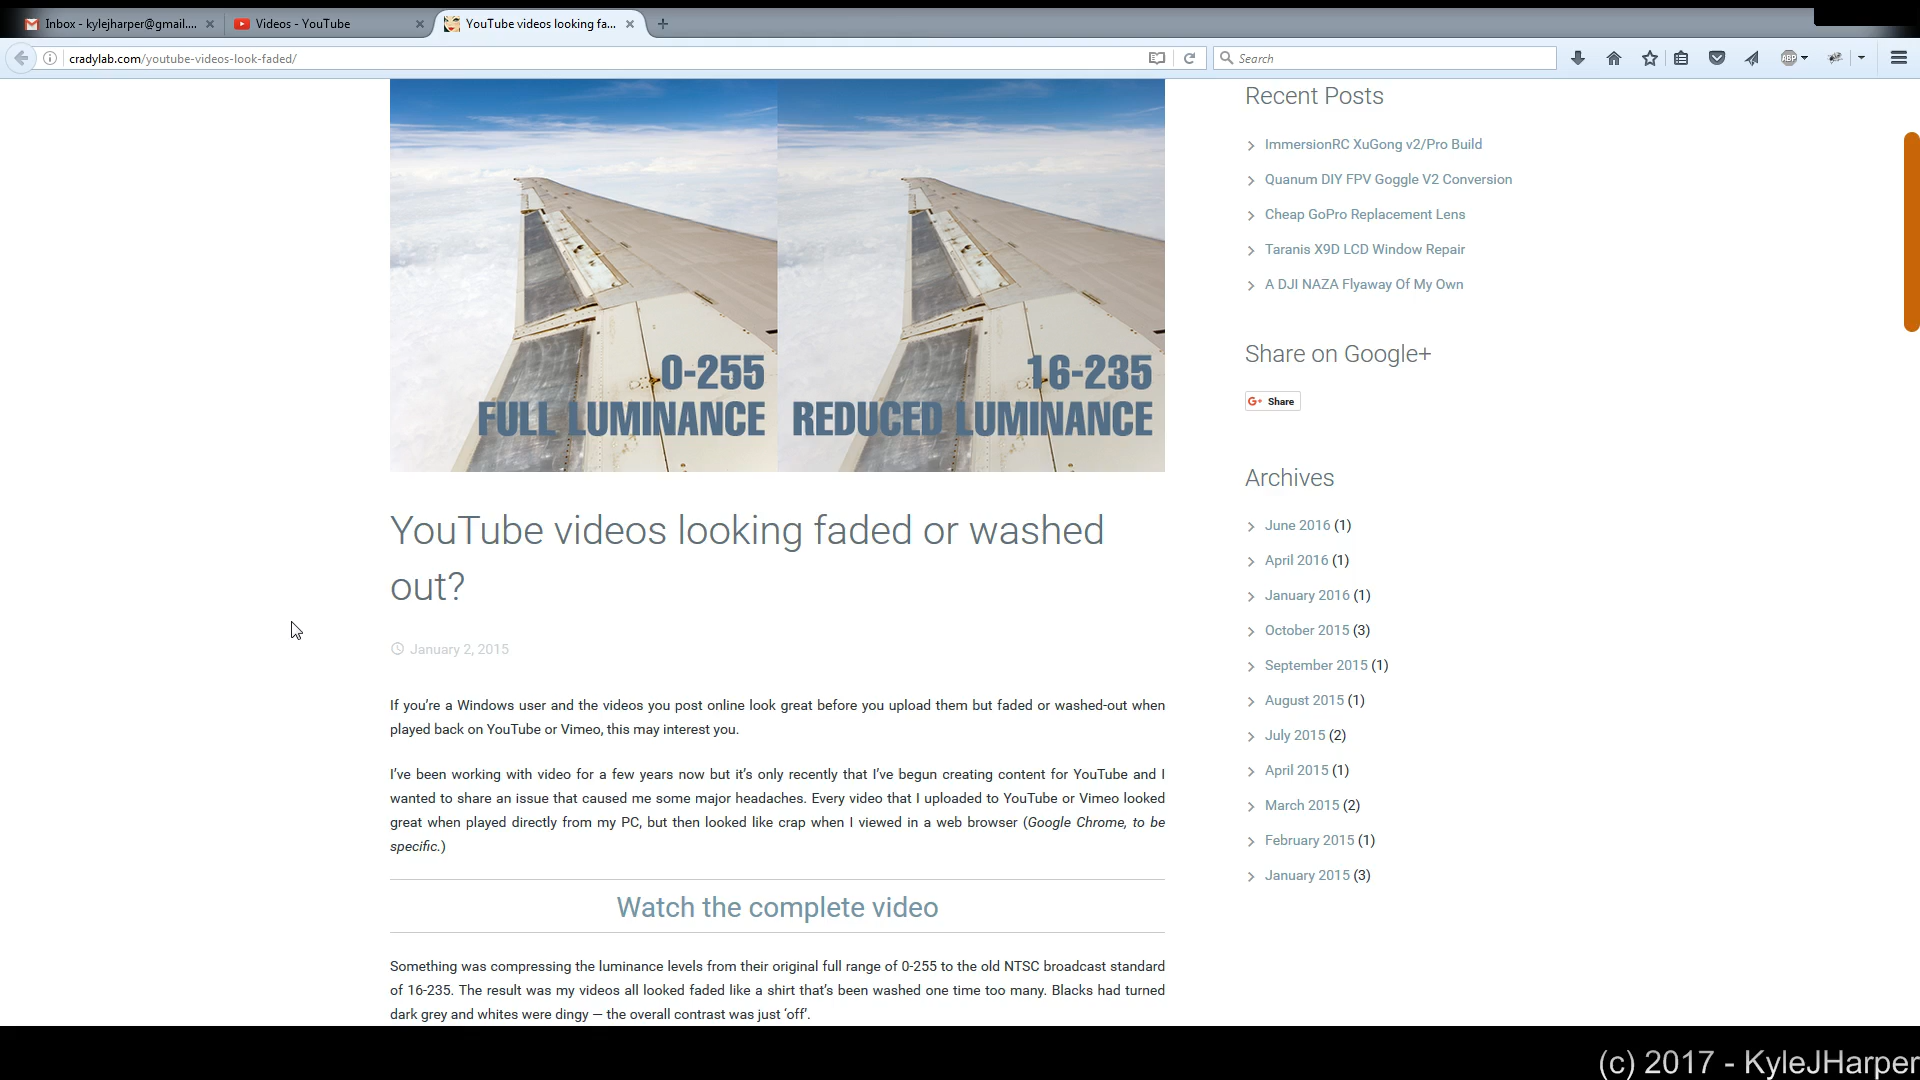 Inbox - kylejharper@gmail....
Videos - YouTube
YouTube videos looking fa...
cradylab.com/youtube-videos-look-faded/
Search
ABP
0-255
FULL LUMINANCE
16-235
REDUCED LUMINANCE
YouTube videos looking faded or washed
out?
January 2, 2015
If you're a Windows user and the videos you post online look great before you upload them but faded or washed-out when
played back on YouTube or Vimeo, this may interest you.
I've been working with video for a few years now but it's only recently that I've begun creating content for YouTube and I
wanted to share an issue that caused me some major headaches. Every video that I uploaded to YouTube or Vimeo looked
great when played directly from my PC, but then looked like crap when I viewed in a web browser (Google Chrome, to be
specific.)
Watch the complete video
Something was compressing the luminance levels from their original full range of 0-255 to the old NTSC broadcast standard
of 16-235. The result was my videos all looked faded like a shirt that's been washed one time too many. Blacks had turned
dark grey and whites were dingy — the overall contrast was just 'off'.
Recent Posts
ImmersionRC XuGong v2/Pro Build
Quanum DIY FPV Goggle V2 Conversion
Cheap GoPro Replacement Lens
Taranis X9D LCD Window Repair
A DJI NAZA Flyaway Of My Own
Share on Google+
G+ Share
Archives
June 2016 (1)
April 2016 (1)
January 2016 (1)
October 2015 (3)
September 2015 (1)
August 2015 (1)
July 2015 (2)
April 2015 (1)
March 2015 (2)
February 2015 (1)
January 2015 (3)
(c) 2017 - KyleJHarper